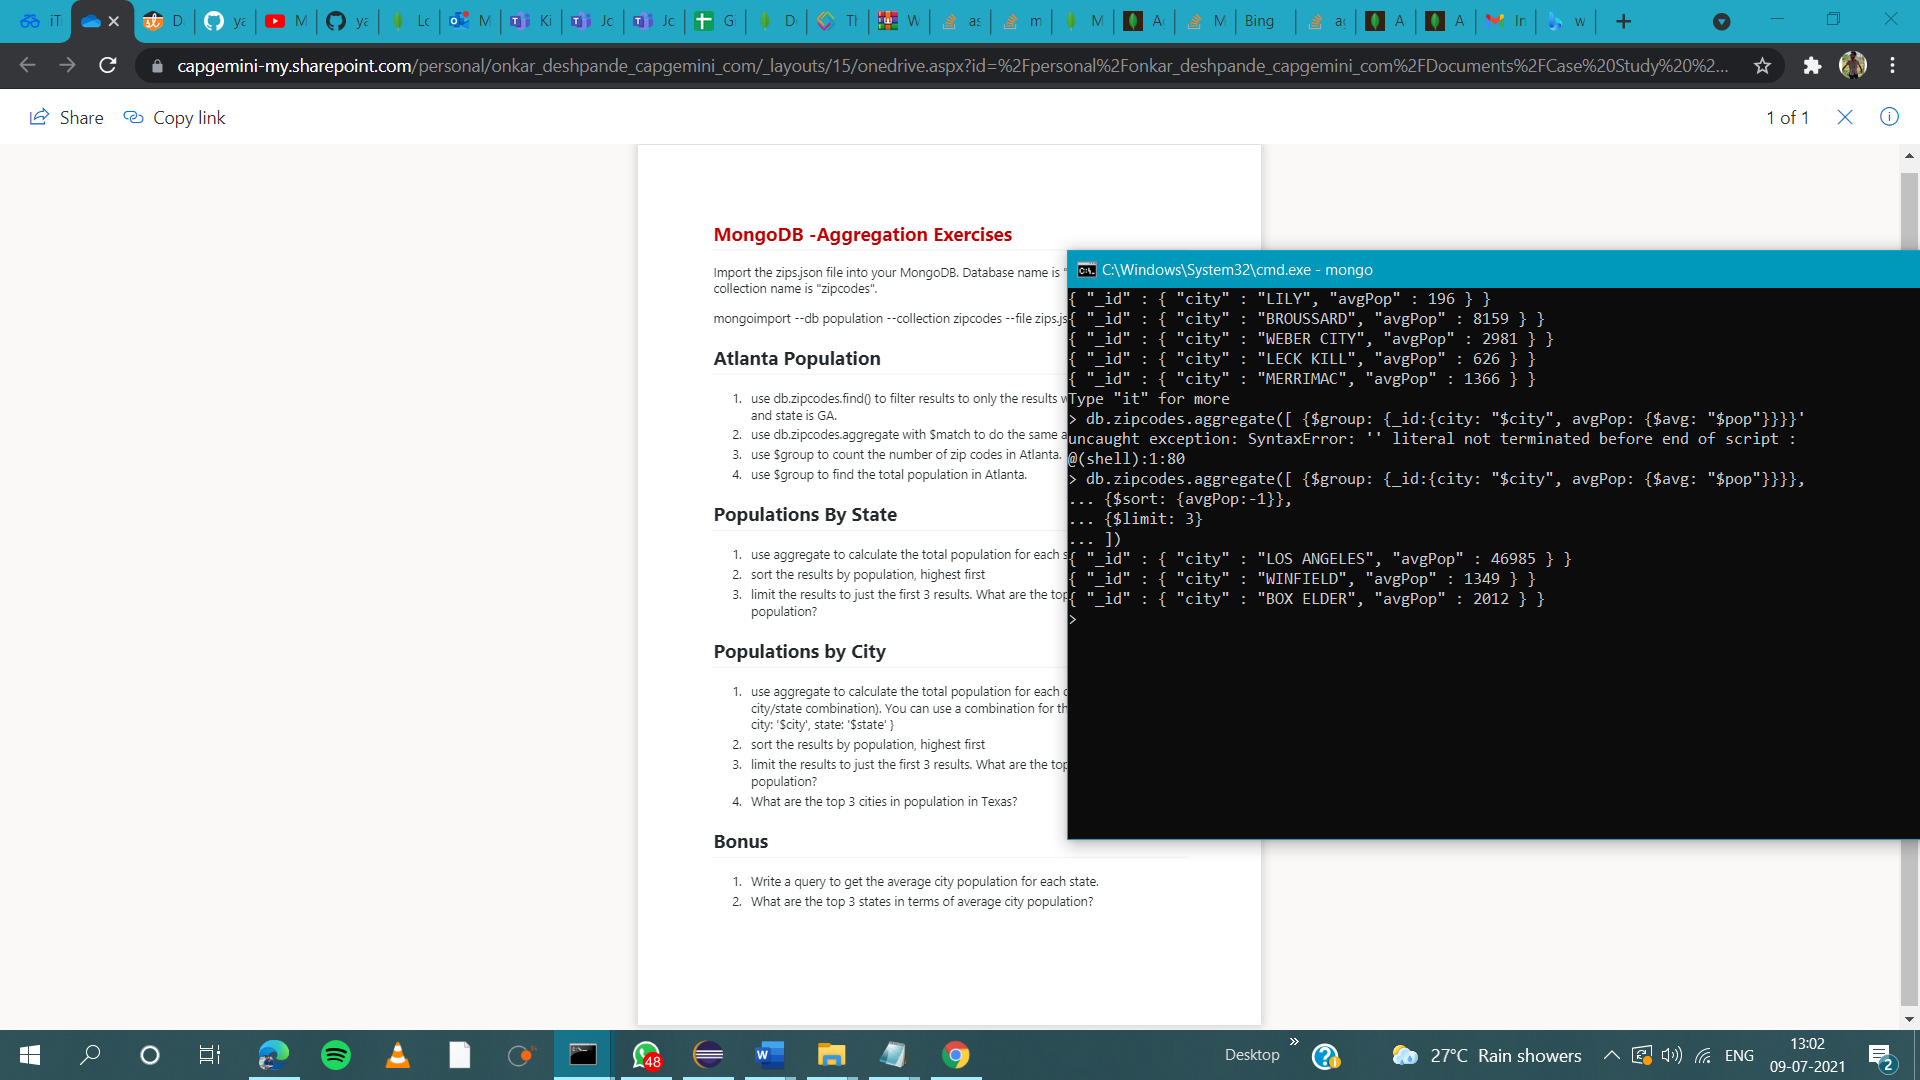 iT
D
ya
M
ya
Lo
M
Ki
Jc
Jc
Gi
D
Th
W
as
m
M
Ac
M
Bing
ag
A
A
In
w
capgemini-my.sharepoint.com/personal/onkar_deshpande_capgemini_com/_layouts/15/onedrive.aspx?id=%2Fpersonal%2Fonkar_deshpande_capgemini_com%2FDocuments%2FCase%20Study%20%2...
Share Copy link 1 of 1
MongoDB -Aggregation Exercises
Import the zips.json file into your MongoDB. Database name is "
collection name is "zipcodes".
mongoimport --db population --collection zipcodes --file zips.js
Atlanta Population
1. use db.zipcodes.find() to filter results to only the results w
and state is GA.
2. use db.zipcodes.aggregate with $match to do the same a
3. use $group to count the number of zip codes in Atlanta.
4. use $group to find the total population in Atlanta.
Populations By State
1. use aggregate to calculate the total population for each s
2. sort the results by population, highest first
3. limit the results to just the first 3 results. What are the top
population?
Populations by City
1. use aggregate to calculate the total population for each c
city/state combination). You can use a combination for th
city: '$city', state: '$state' }
2. sort the results by population, highest first
3. limit the results to just the first 3 results. What are the top
population?
4. What are the top 3 cities in population in Texas?
Bonus
1. Write a query to get the average city population for each state.
2. What are the top 3 states in terms of average city population?
C:\Windows\System32\cmd.exe - mongo
{ "_id" : { "city" : "LILY", "avgPop" : 196 } }
{ "_id" : { "city" : "BROUSSARD", "avgPop" : 8159 } }
{ "_id" : { "city" : "WEBER CITY", "avgPop" : 2981 } }
{ "_id" : { "city" : "LECK KILL", "avgPop" : 626 } }
{ "_id" : { "city" : "MERRIMAC", "avgPop" : 1366 } }
Type "it" for more
> db.zipcodes.aggregate([ {$group: {_id:{city: "$city", avgPop: {$avg: "$pop"}}}}'
uncaught exception: SyntaxError: '' literal not terminated before end of script :
@(shell):1:80
> db.zipcodes.aggregate([ {$group: {_id:{city: "$city", avgPop: {$avg: "$pop"}}}},
... {$sort: {avgPop:-1}},
... {$limit: 3}
... ])
{ "_id" : { "city" : "LOS ANGELES", "avgPop" : 46985 } }
{ "_id" : { "city" : "WINFIELD", "avgPop" : 1349 } }
{ "_id" : { "city" : "BOX ELDER", "avgPop" : 2012 } }
>
48
Desktop
27°C Rain showers
ENG
13:02
09-07-2021
2